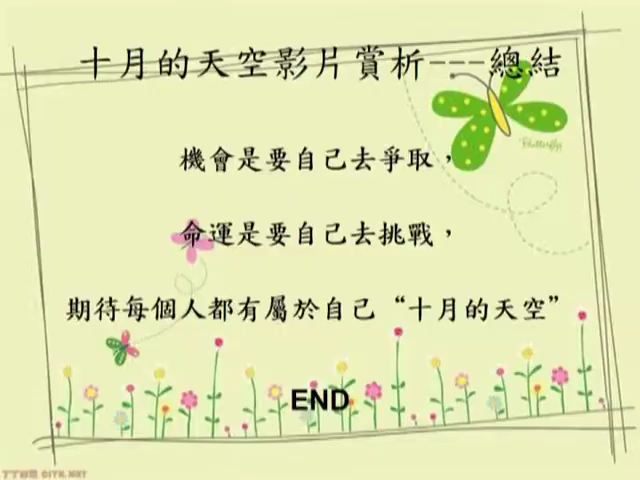 十月的天空影片賞析---總結
Butterfly
機會是要自己去爭取，
命運是要自己去挑戰，
期待每個人都有屬於自己“十月的天空”
END